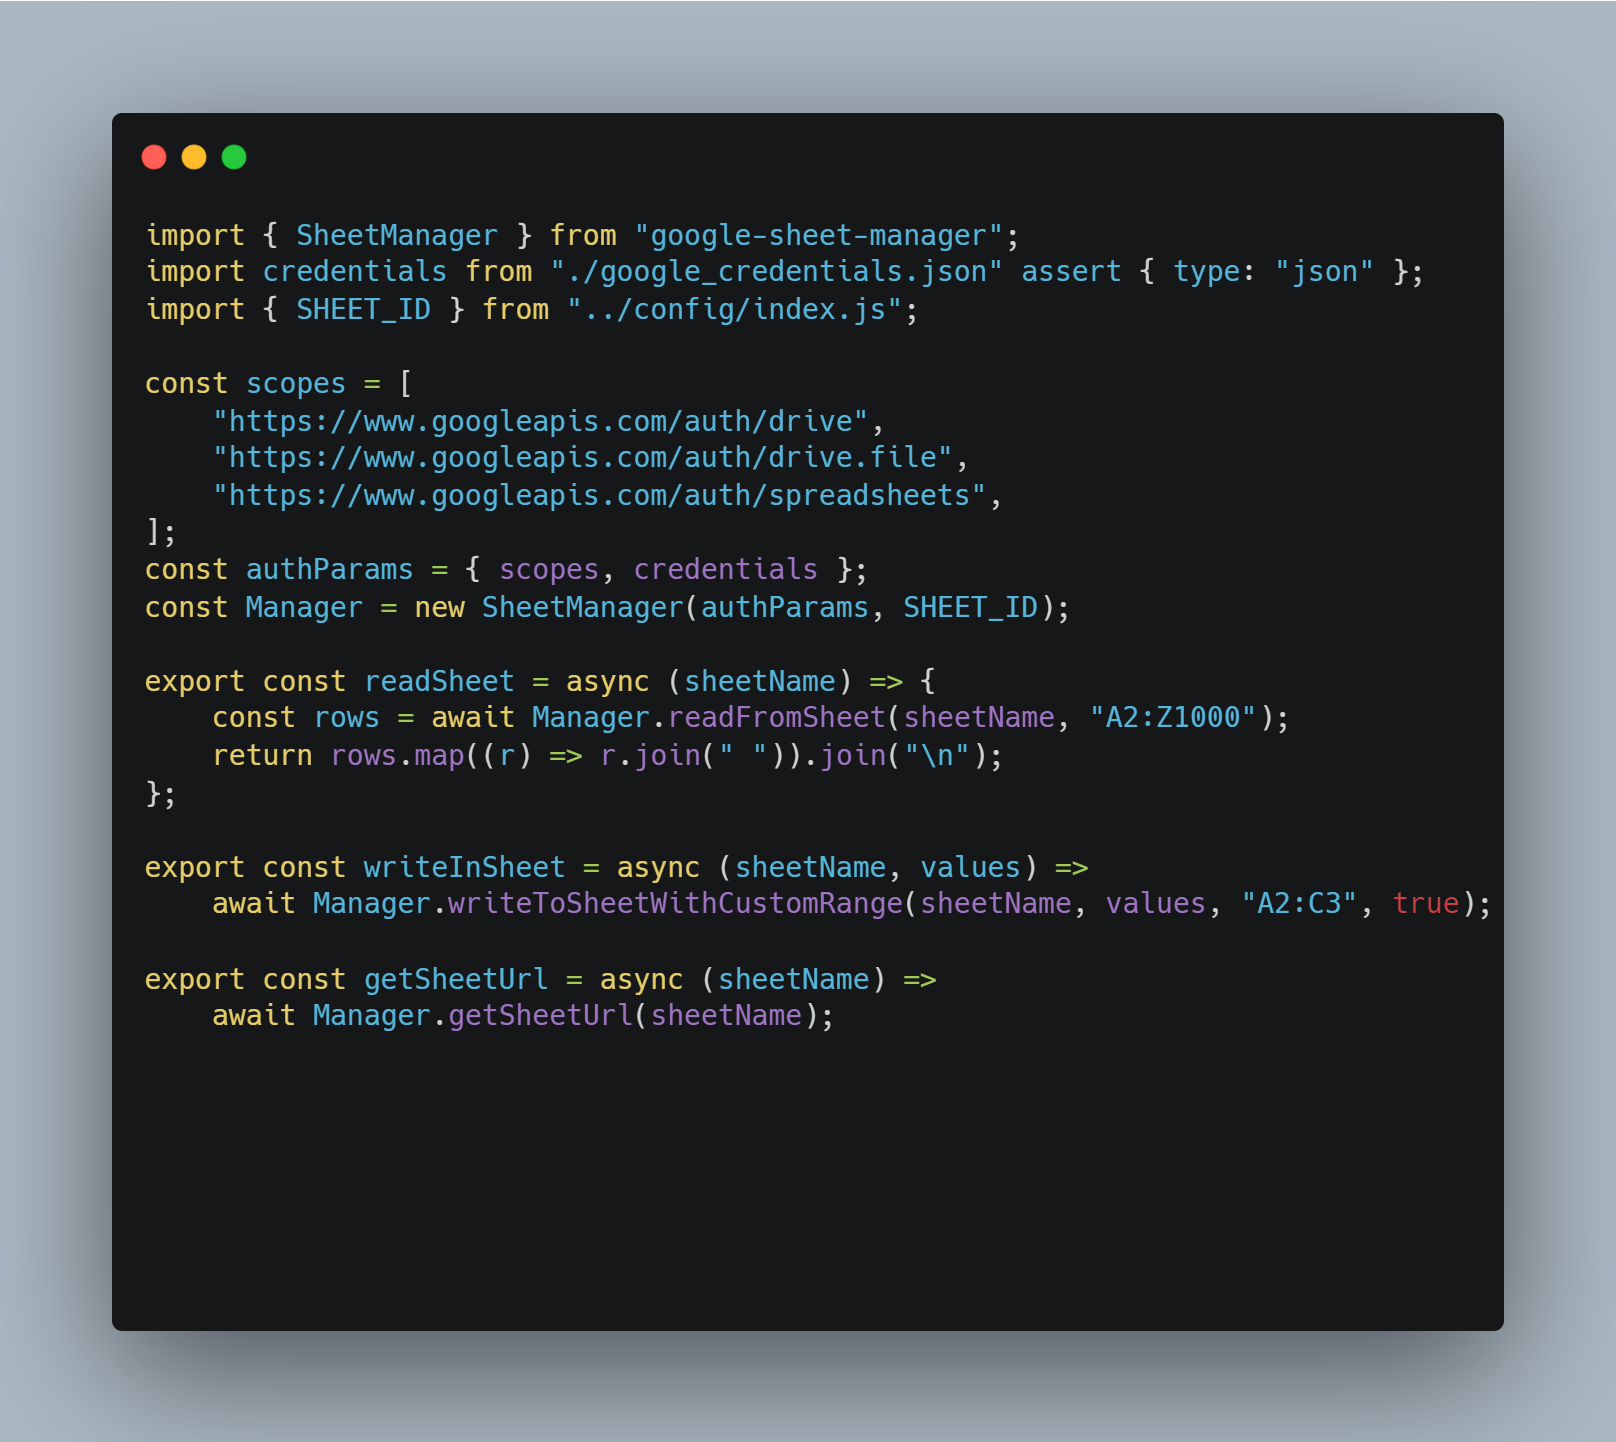 import { SheetManager } from "google-sheet-manager";
import credentials from "./google_credentials.json" assert { type: "json" };
import { SHEET_ID } from "../config/index.js";

const scopes = [
    "https://www.googleapis.com/auth/drive",
    "https://www.googleapis.com/auth/drive.file",
    "https://www.googleapis.com/auth/spreadsheets",
];
const authParams = { scopes, credentials };
const Manager = new SheetManager(authParams, SHEET_ID);

export const readSheet = async (sheetName) => {
    const rows = await Manager.readFromSheet(sheetName, "A2:Z1000");
    return rows.map((r) => r.join(" ")).join("\n");
};

export const writeInSheet = async (sheetName, values) =>
    await Manager.writeToSheetWithCustomRange(sheetName, values, "A2:C3", true);

export const getSheetUrl = async (sheetName) =>
    await Manager.getSheetUrl(sheetName);